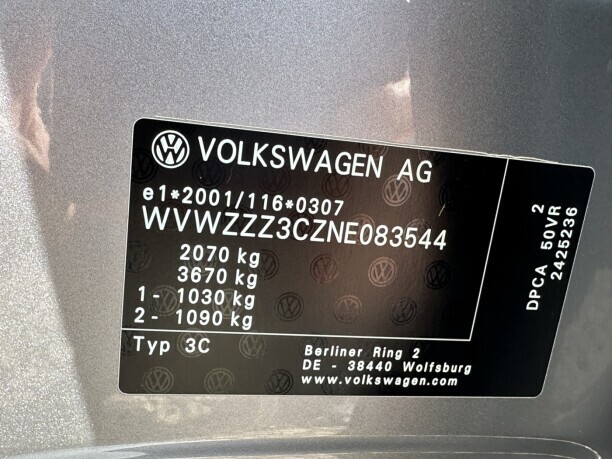 VOLKSWAGEN AG
e1*2001/116*0307
WVWZZZ3CZNE083544
2070 kg
3670 kg
1 - 1030 kg
2 - 1090 kg
Typ 3C
Berliner Ring 2
DE - 38440 Wolfsburg
www.volkswagen.com
DPCA 50VR 2
2425236